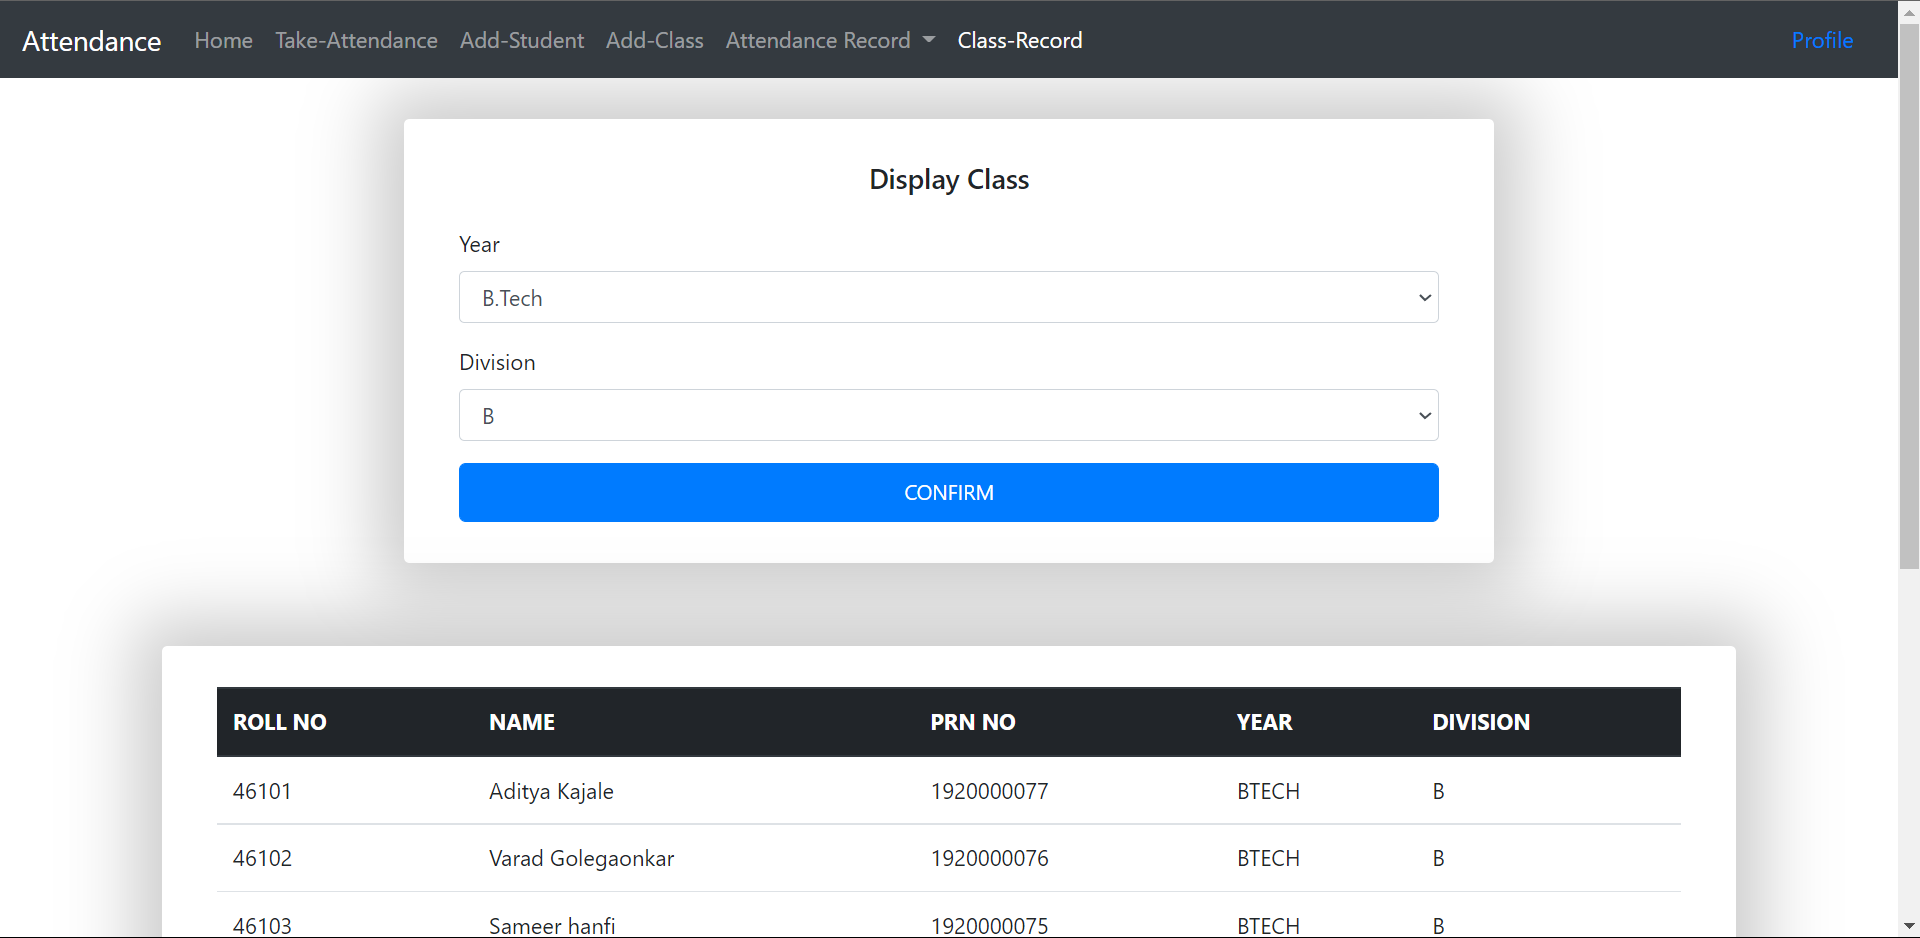 Attendance Home Take-Attendance Add-Student Add-Class Attendance Record Class-Record Profile
Display Class
Year
B.Tech
Division
B
CONFIRM
ROLL NO NAME PRN NO YEAR DIVISION
46101 Aditya Kajale 1920000077 BTECH B
46102 Varad Golegaonkar 1920000076 BTECH B
46103 Sameer hanfi 1920000075 BTECH B